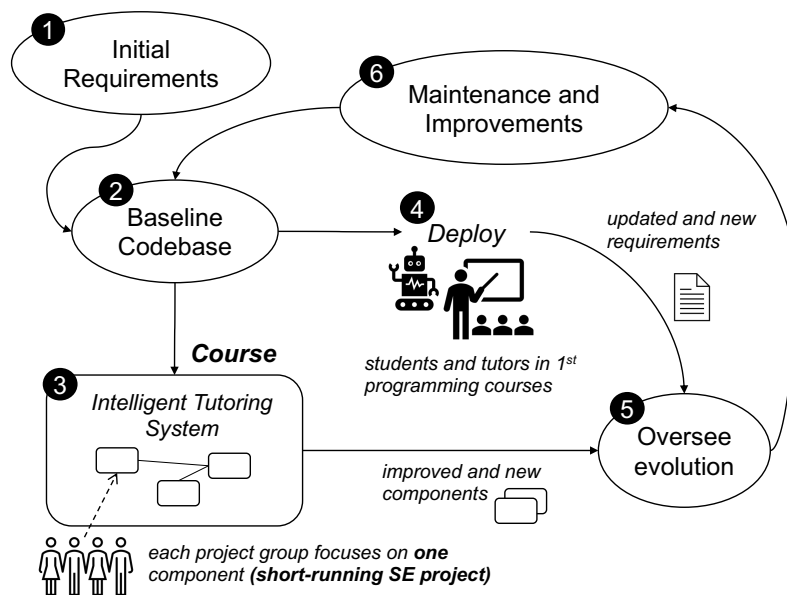 1
Initial
Requirements
6
Maintenance and
Improvements
2
Baseline
Codebase
4
Deploy
students and tutors in 1st
programming courses
updated and new
requirements
Course
3
Intelligent Tutoring
System
5
Oversee
evolution
improved and new
components
each project group focuses on one
component (short-running SE project)